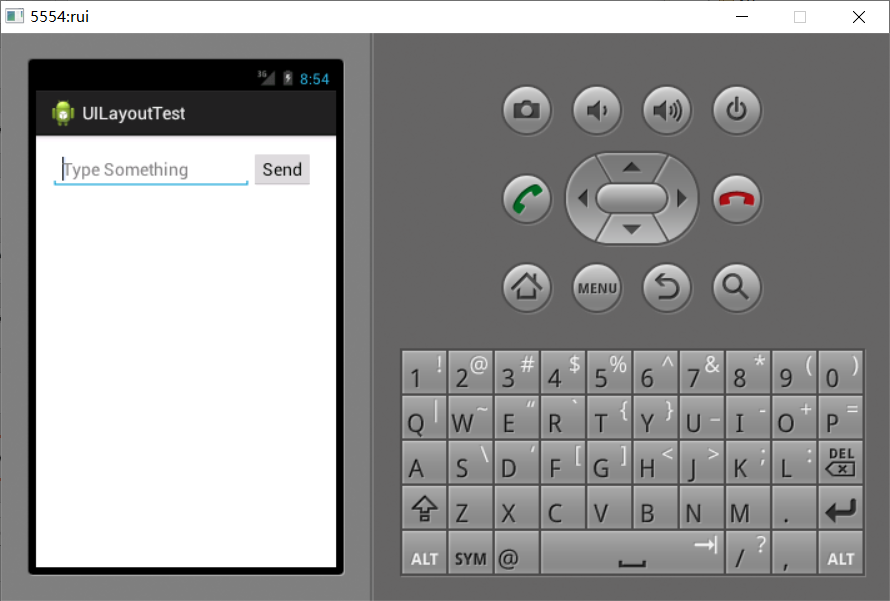 5554:rui
3G 8:54
UILayoutTest
Type Something Send
MENU
1 ! 2 @ 3 # 4 $ 5 % 6 ^ 7 & 8 * 9 ( 0 )
Q | W ~ E “ R ` T { Y } U _ I - O + P =
A S \ D ‘ F [ G ] H < J > K ; L : DEL
Z X C V B N M .
ALT SYM @ / ? , ALT